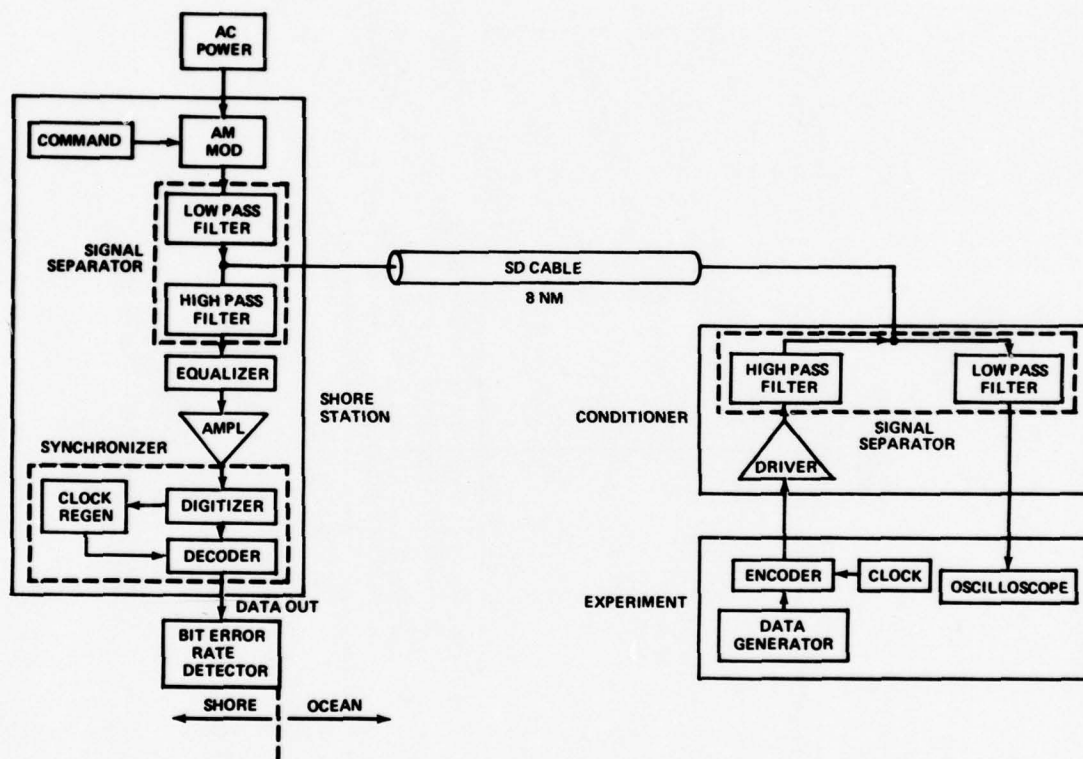 AC
POWER
COMMAND
AM
MOD
LOW PASS
FILTER
SIGNAL
SEPARATOR
HIGH PASS
FILTER
EQUALIZER
SHORE
STATION
AMPL
SYNCHRONIZER
CLOCK
REGEN
DIGITIZER
DECODER
DATA OUT
BIT ERROR
RATE
DETECTOR
SHORE
OCEAN
SD CABLE
8 NM
HIGH PASS
FILTER
LOW PASS
FILTER
CONDITIONER
SIGNAL
SEPARATOR
DRIVER
EXPERIMENT
ENCODER
CLOCK
OSCILLOSCOPE
DATA
GENERATOR